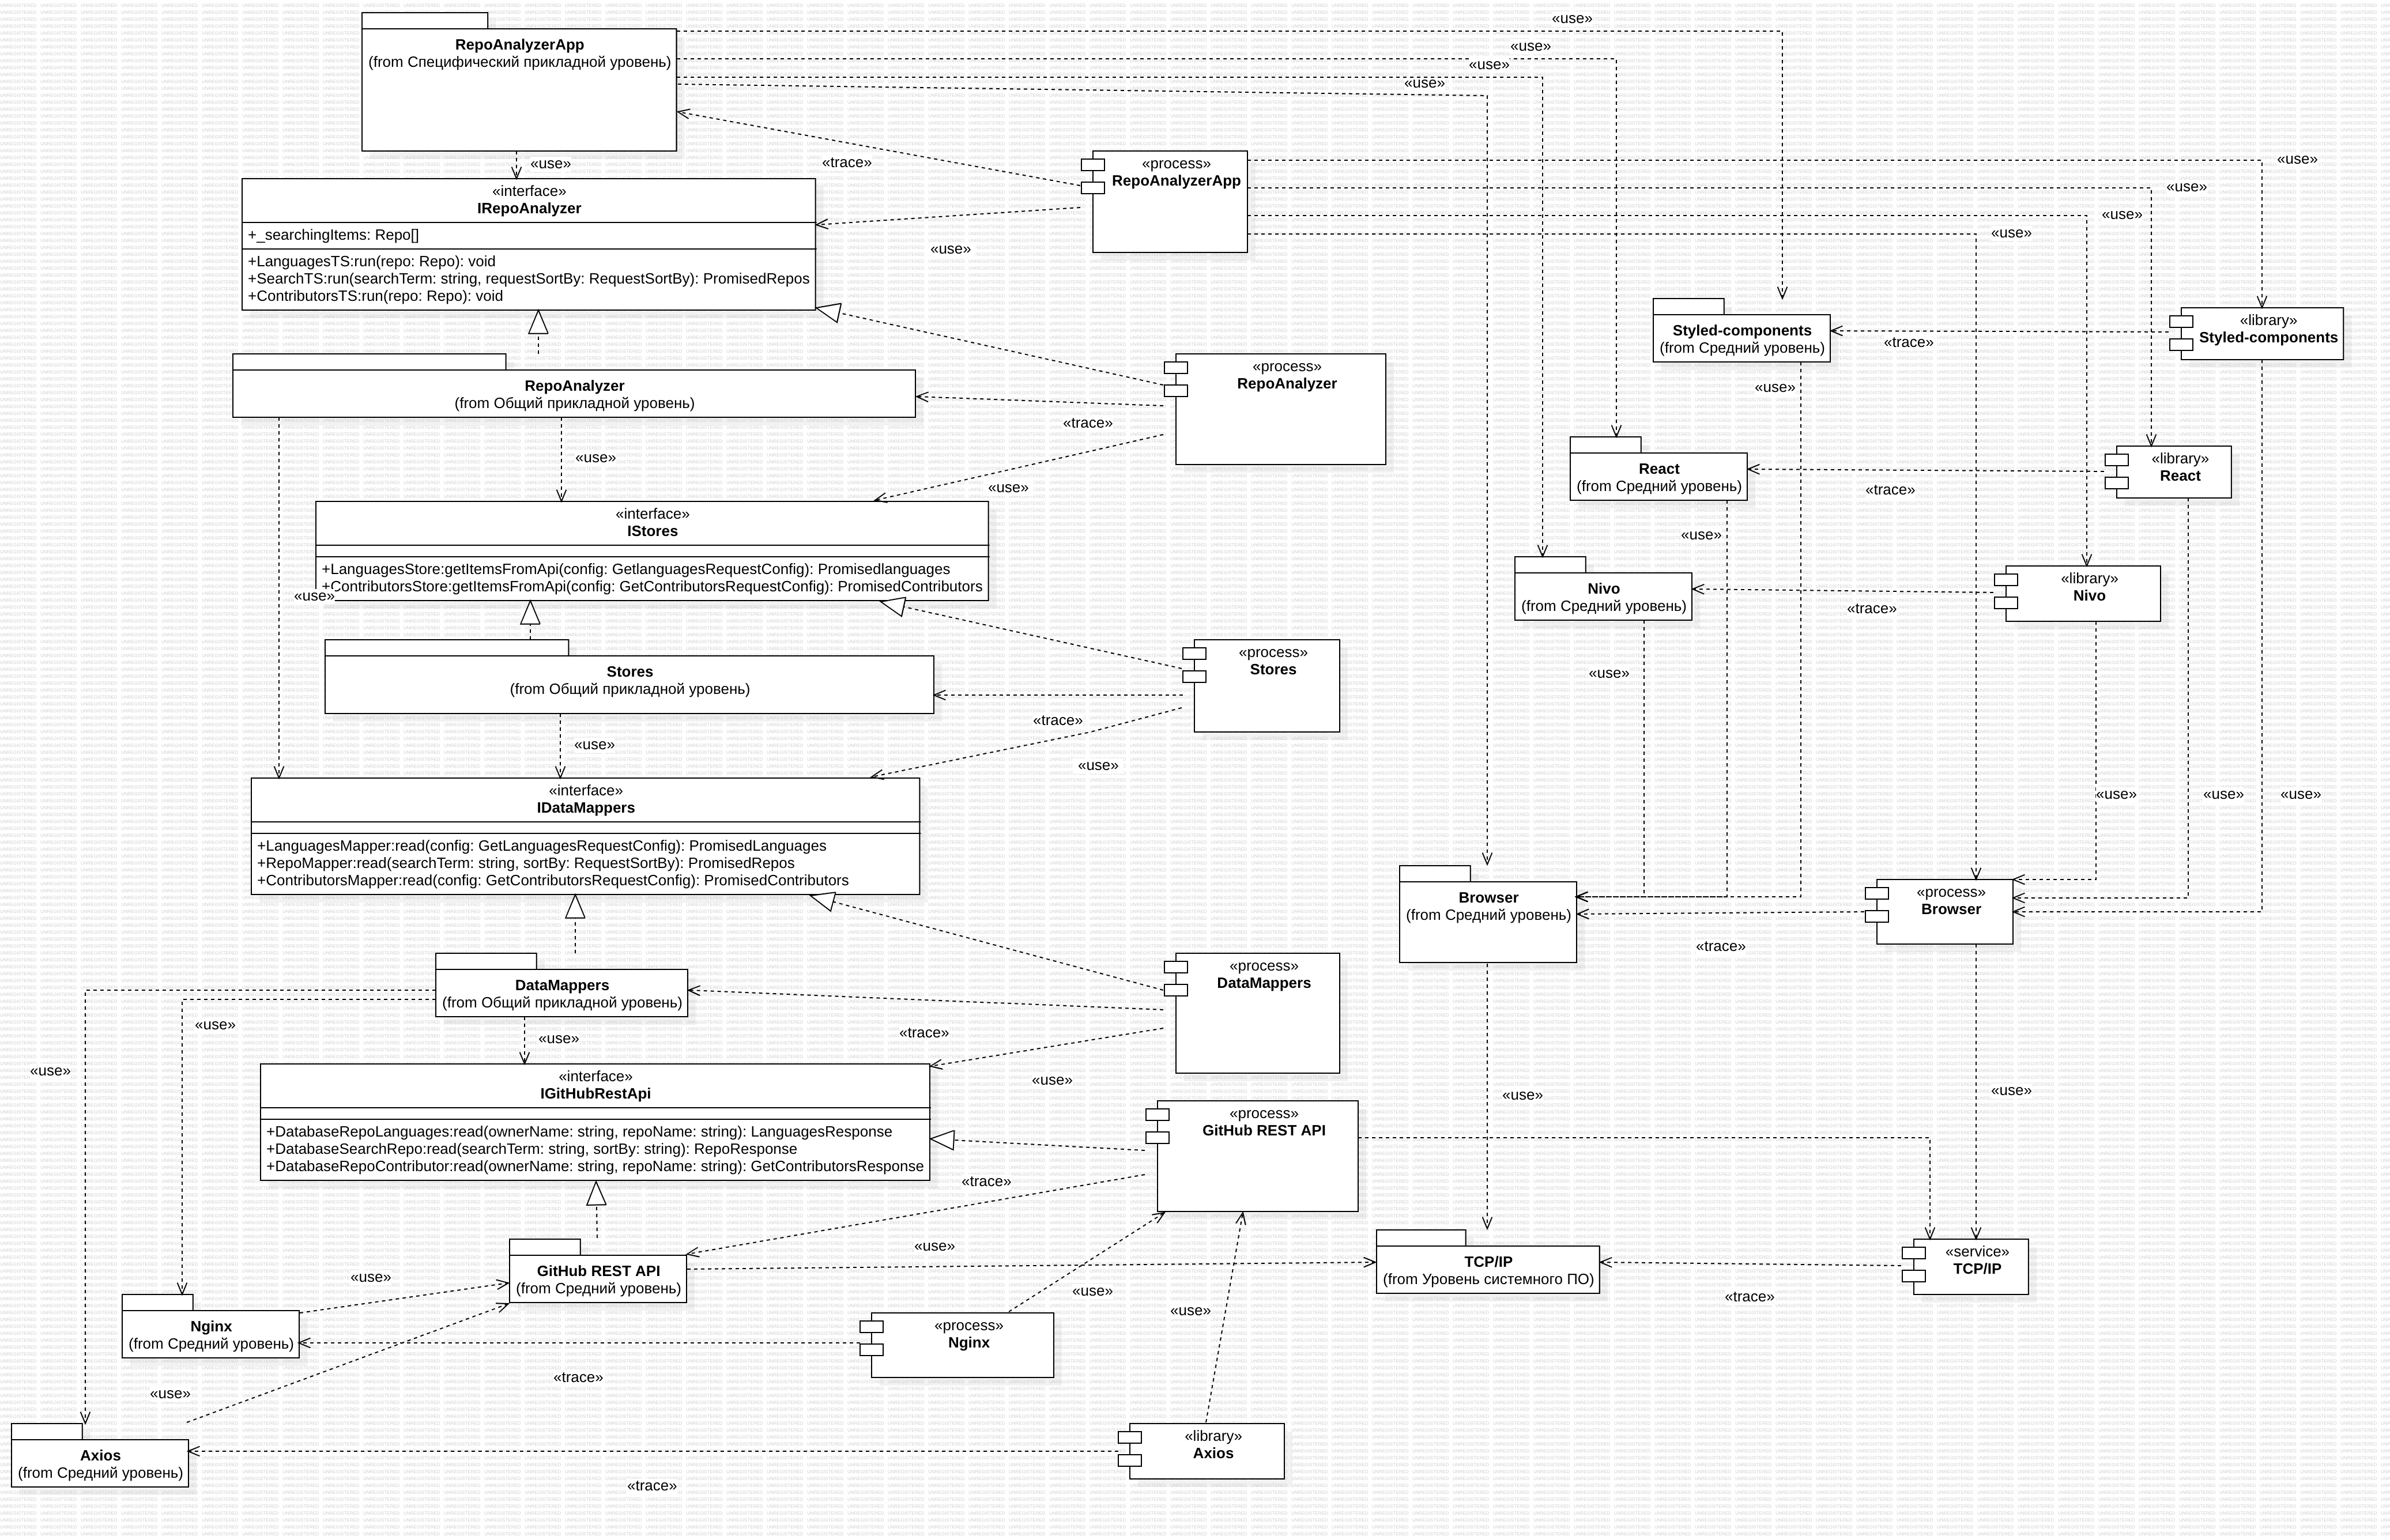 «use»
«use»
«use»
«use»
RepoAnalyzerApp
(from Специфический прикладной уровень)
«use»
«trace»
«process»
RepoAnalyzerApp
«use»
«use»
«use»
«use»
«interface»
IRepoAnalyzer
+_searchingItems: Repo[]
+LanguagesTS:run(repo: Repo): void
+SearchTS:run(searchTerm: string, requestSortBy: RequestSortBy): PromisedRepos
+ContributorsTS:run(repo: Repo): void
«use»
Styled-components
(from Средний уровень)
«trace»
«library»
Styled-components
«use»
RepoAnalyzer
(from Общий прикладной уровень)
«process»
RepoAnalyzer
«trace»
«use»
«use»
React
(from Средний уровень)
«trace»
«library»
React
«use»
«interface»
IStores
+LanguagesStore:getItemsFromApi(config: GetlanguagesRequestConfig): Promisedlanguages
+ContributorsStore:getItemsFromApi(config: GetContributorsRequestConfig): PromisedContributors
«use»
Nivo
(from Средний уровень)
«trace»
«library»
Nivo
«use»
Stores
(from Общий прикладной уровень)
«process»
Stores
«trace»
«use»
«use»
«interface»
IDataMappers
+LanguagesMapper:read(config: GetLanguagesRequestConfig): PromisedLanguages
+RepoMapper:read(searchTerm: string, sortBy: RequestSortBy): PromisedRepos
+ContributorsMapper:read(config: GetContributorsRequestConfig): PromisedContributors
«use»
«use»
«use»
Browser
(from Средний уровень)
«trace»
«process»
Browser
DataMappers
(from Общий прикладной уровень)
«process»
DataMappers
«use»
«use»
«trace»
«use»
«use»
«use»
«use»
«interface»
IGitHubRestApi
+DatabaseRepoLanguages:read(ownerName: string, repoName: string): LanguagesResponse
+DatabaseSearchRepo:read(searchTerm: string, sortBy: string): RepoResponse
+DatabaseRepoContributor:read(ownerName: string, repoName: string): GetContributorsResponse
«process»
GitHub REST API
«trace»
«use»
GitHub REST API
(from Средний уровень)
TCP/IP
(from Уровень системного ПО)
«trace»
«service»
TCP/IP
«use»
«use»
«use»
Nginx
(from Средний уровень)
«process»
Nginx
«trace»
«use»
Axios
(from Средний уровень)
«library»
Axios
«trace»